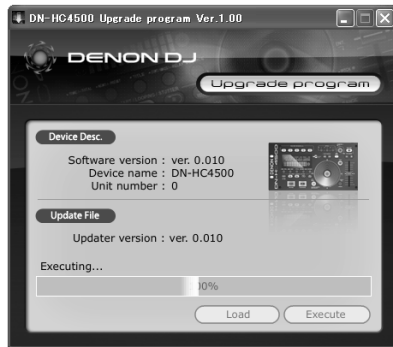 DN-HC4500 Upgrade program Ver.1.00
DENON DJ
Upgrade program
Device Desc.
Software version : ver. 0.010
Device name : DN-HC4500
Unit number : 0
Update File
Updater version : ver. 0.010
Executing...
Load Execute